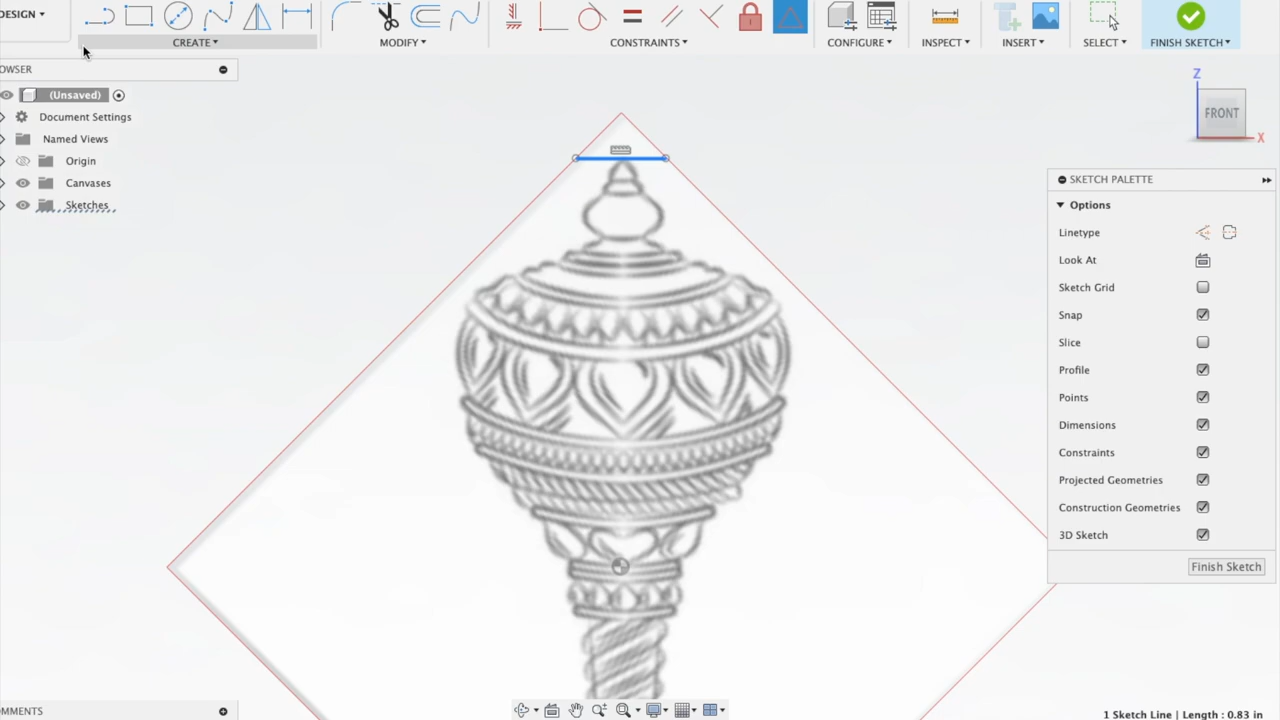 DESIGN
CREATE
MODIFY
CONSTRAINTS
CONFIGURE
INSPECT
INSERT
SELECT
FINISH SKETCH
OWSER
(Unsaved)
Document Settings
Named Views
Origin
Canvases
Sketches
Z
FRONT
X
SKETCH PALETTE
Options
Linetype
Look At
Sketch Grid
Snap
Slice
Profile
Points
Dimensions
Constraints
Projected Geometries
Construction Geometries
3D Sketch
Finish Sketch
OMMENTS
1 Sketch Line | Length : 0.83 in